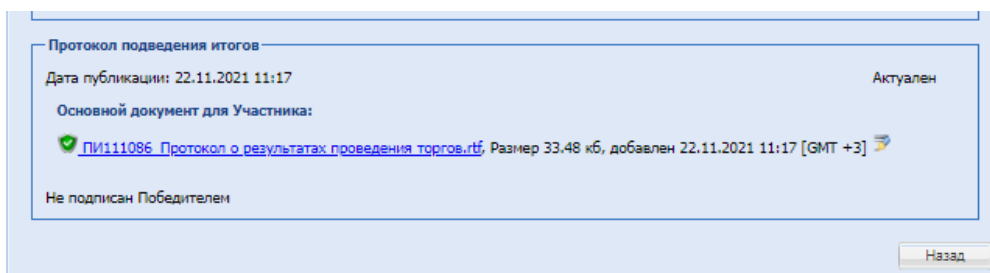 Протокол подведения итогов
Дата публикации: 22.11.2021 11:17 Актуален
Основной документ для Участника:
ПИ111086_Протокол о результатах проведения торгов.rtf, Размер 33.48 кб, добавлен 22.11.2021 11:17 [GMT +3]
Не подписан Победителем
Назад